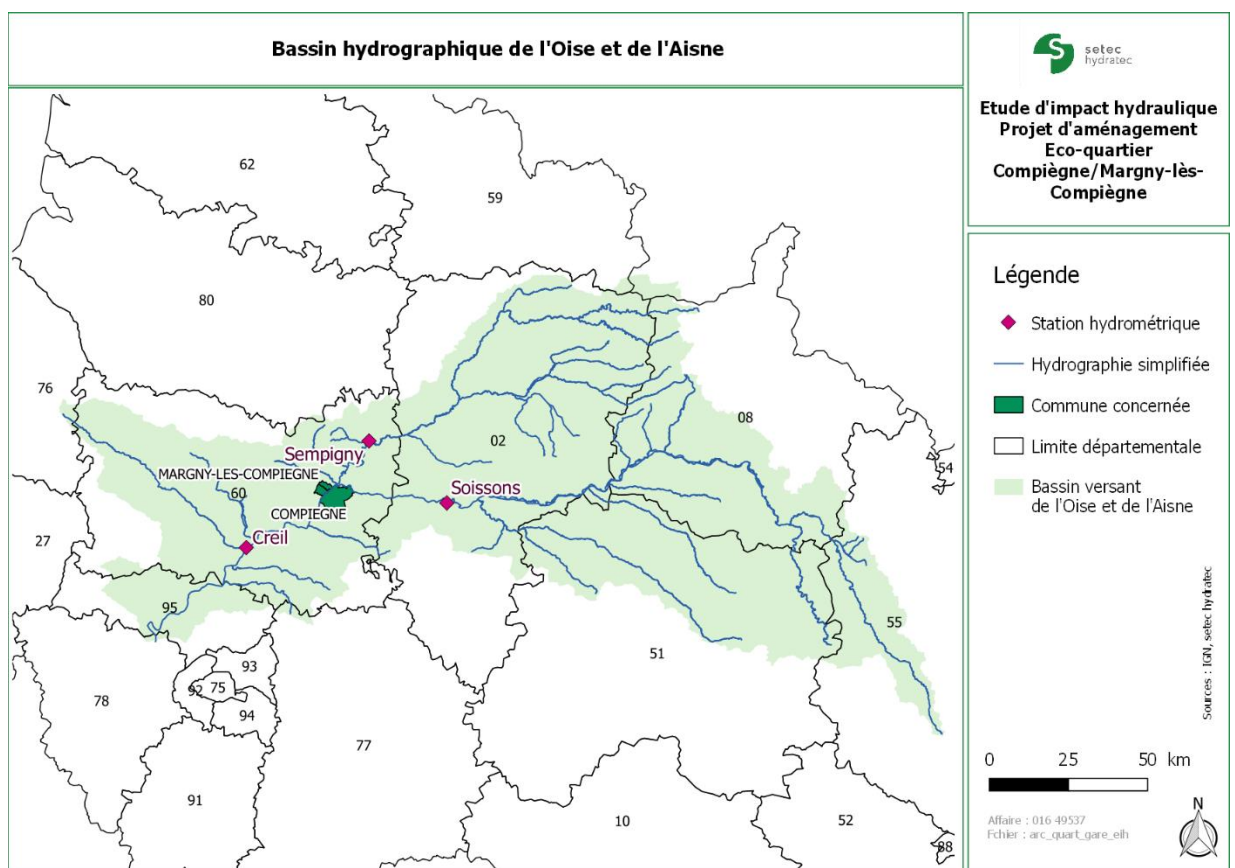 Bassin hydrographique de l'Oise et de l'Aisne
setec
hydratec
Etude d'impact hydraulique
Projet d'aménagement
Eco-quartier
Compiègne/Margny-lès-
Compiègne
62
59
80
76
02
08
54
Sempigny
MARGNY-LES-COMPIEGNE
60
Soissons
COMPIEGNE
Creil
27
95
55
51
93
92
75
78
94
77
91
10
52
88
Légende
Station hydrométrique
Hydrographie simplifiée
Commune concernée
Limite départementale
Bassin versant
de l'Oise et de l'Aisne
Sources : IGN, setec hydratec
0 25 50 km
Affaire : 016 49537
Fichier : arc_quart_gare_eih
N